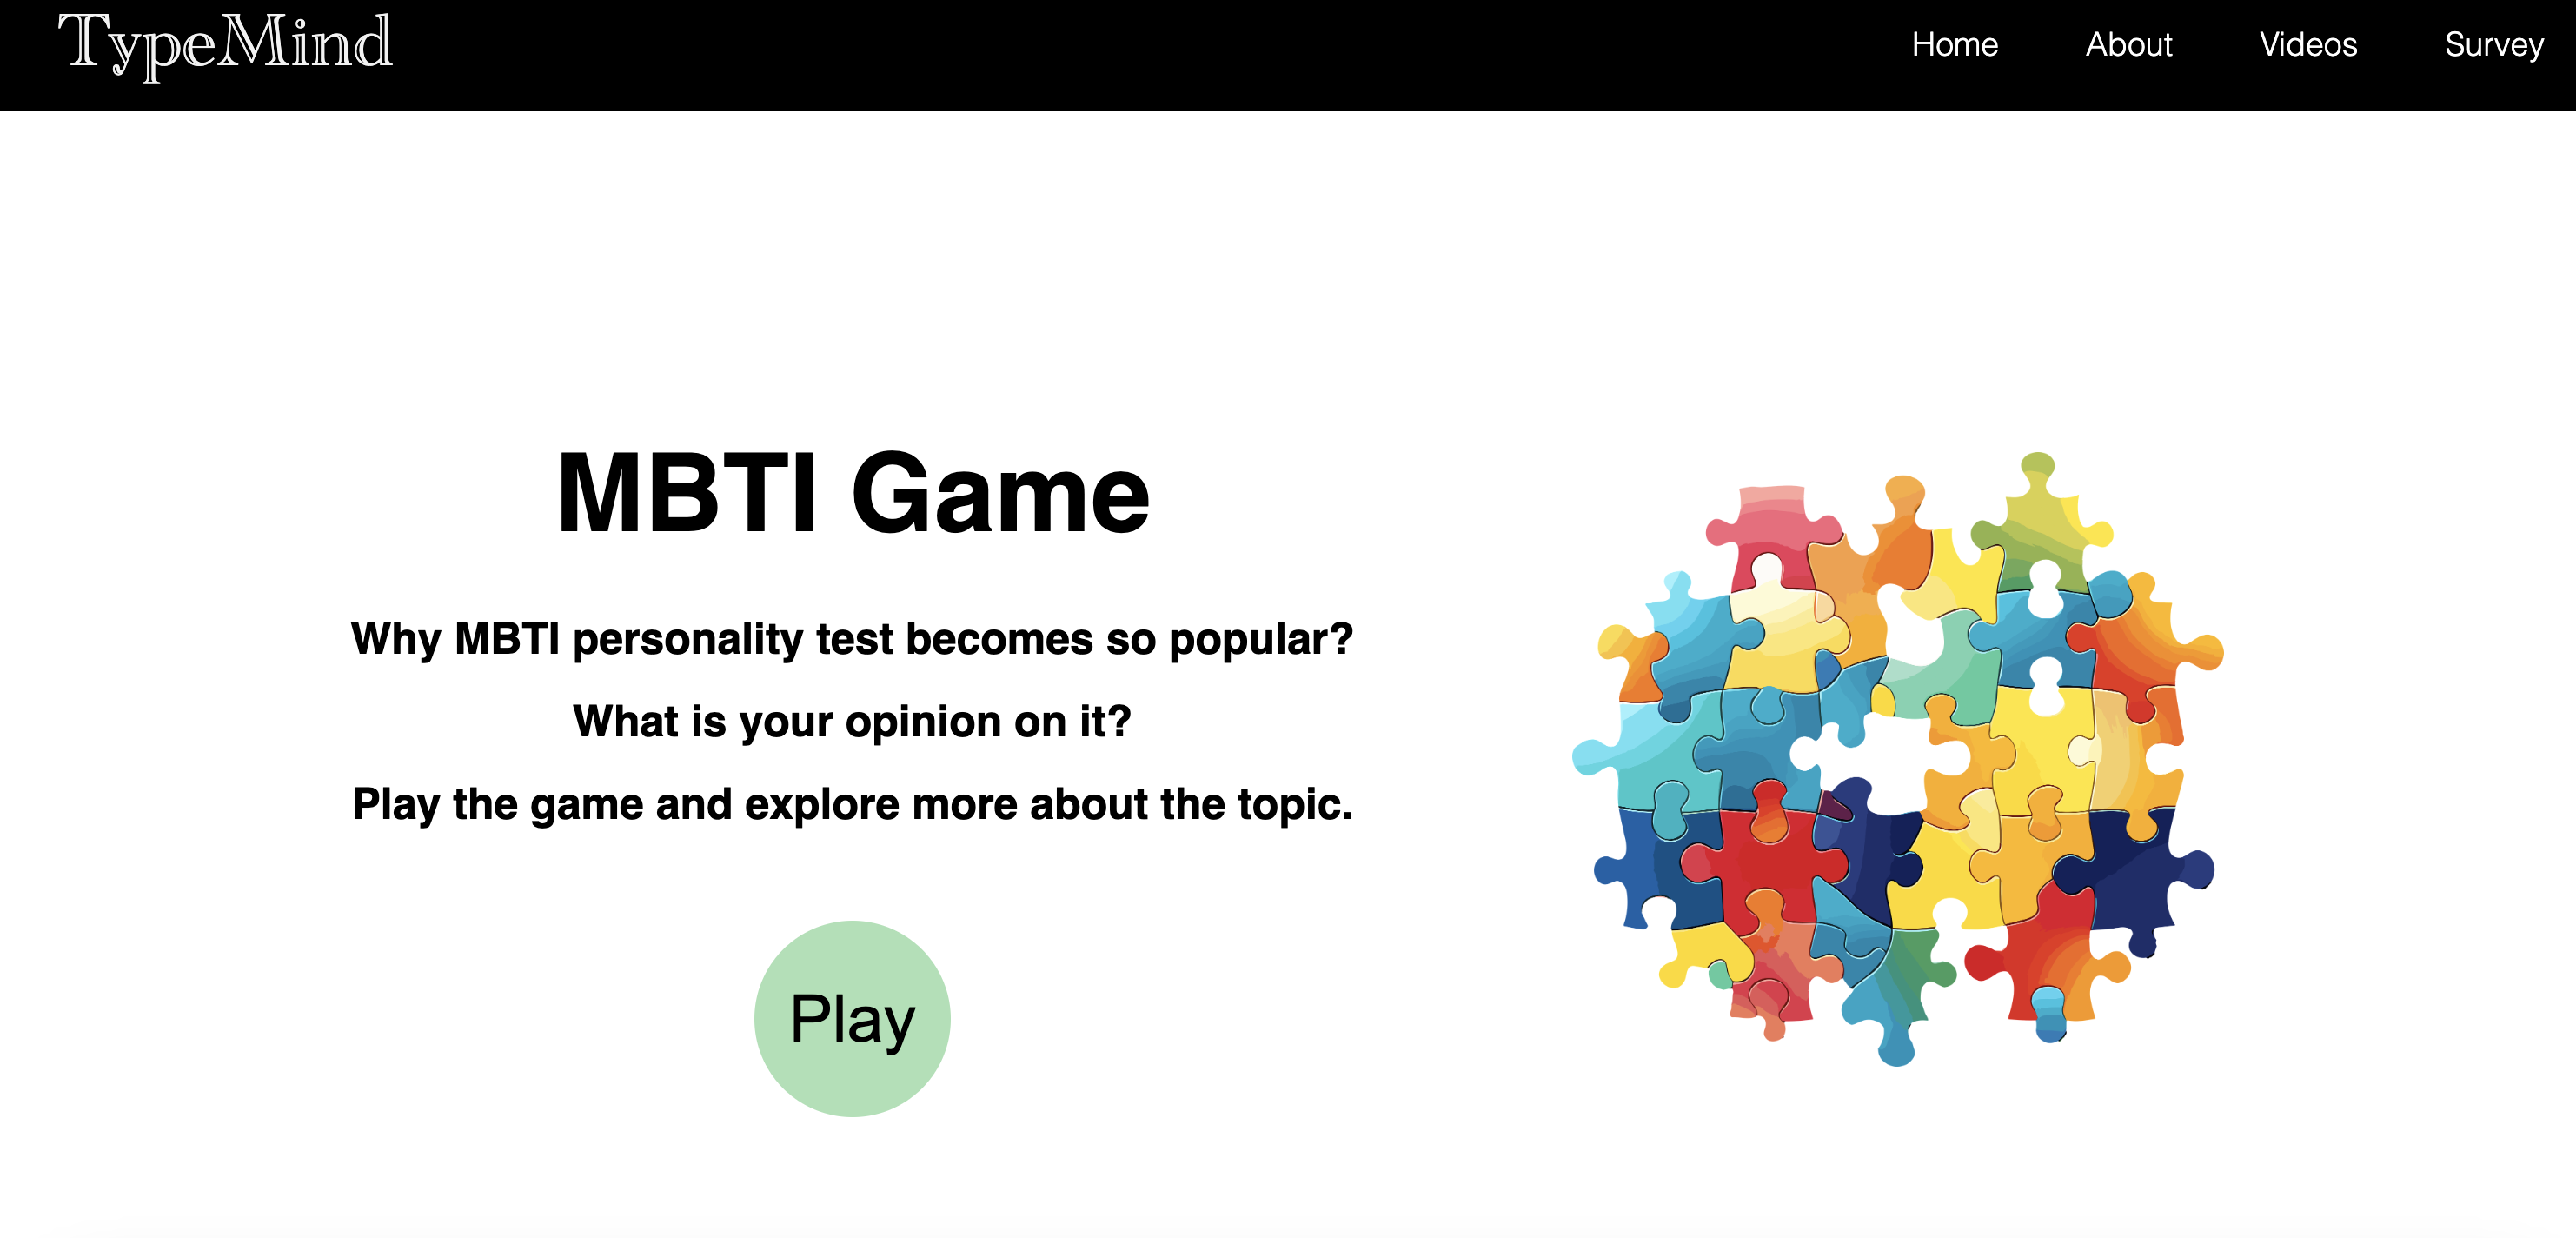 TypeMind
Home About Videos Survey
MBTI Game
Why MBTI personality test becomes so popular?
What is your opinion on it?
Play the game and explore more about the topic.
Play